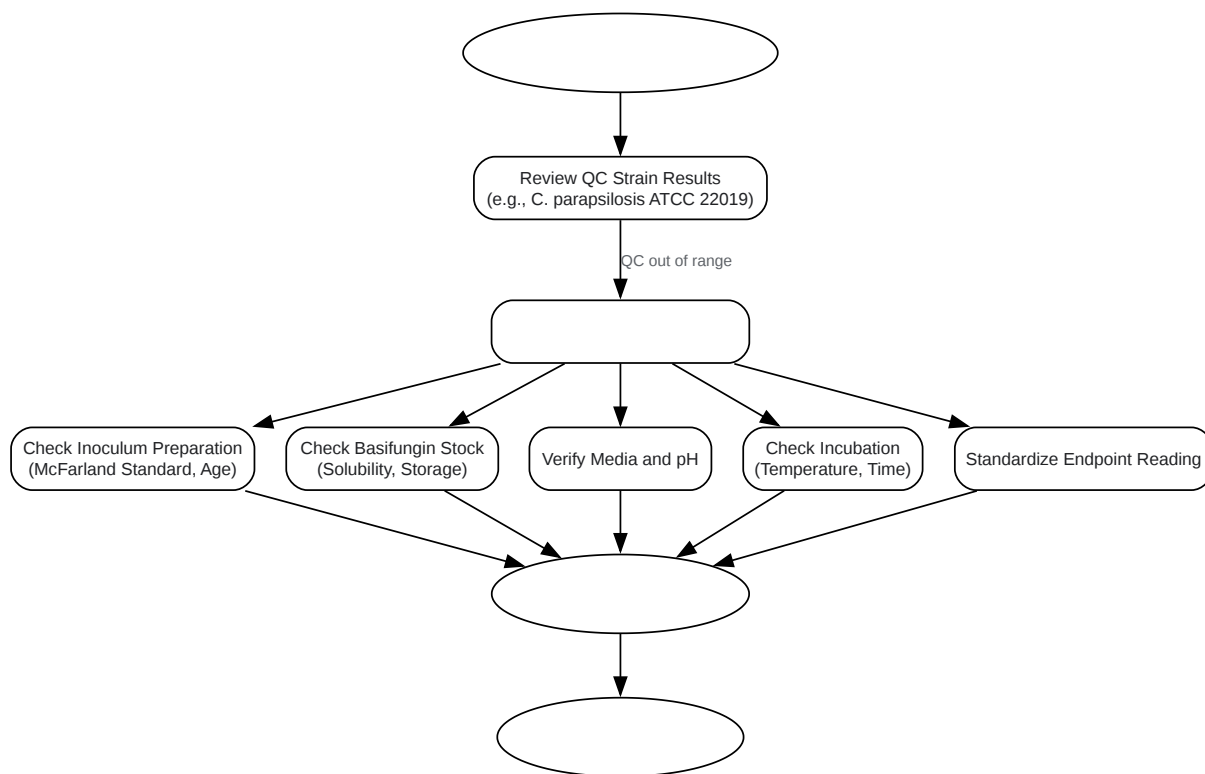 Review QC Strain Results
(e.g., C. parapsilosis ATCC 22019)
QC out of range
Check Inoculum Preparation
(McFarland Standard, Age)
Check Basifungin Stock
(Solubility, Storage)
Verify Media and pH
Check Incubation
(Temperature, Time)
Standardize Endpoint Reading